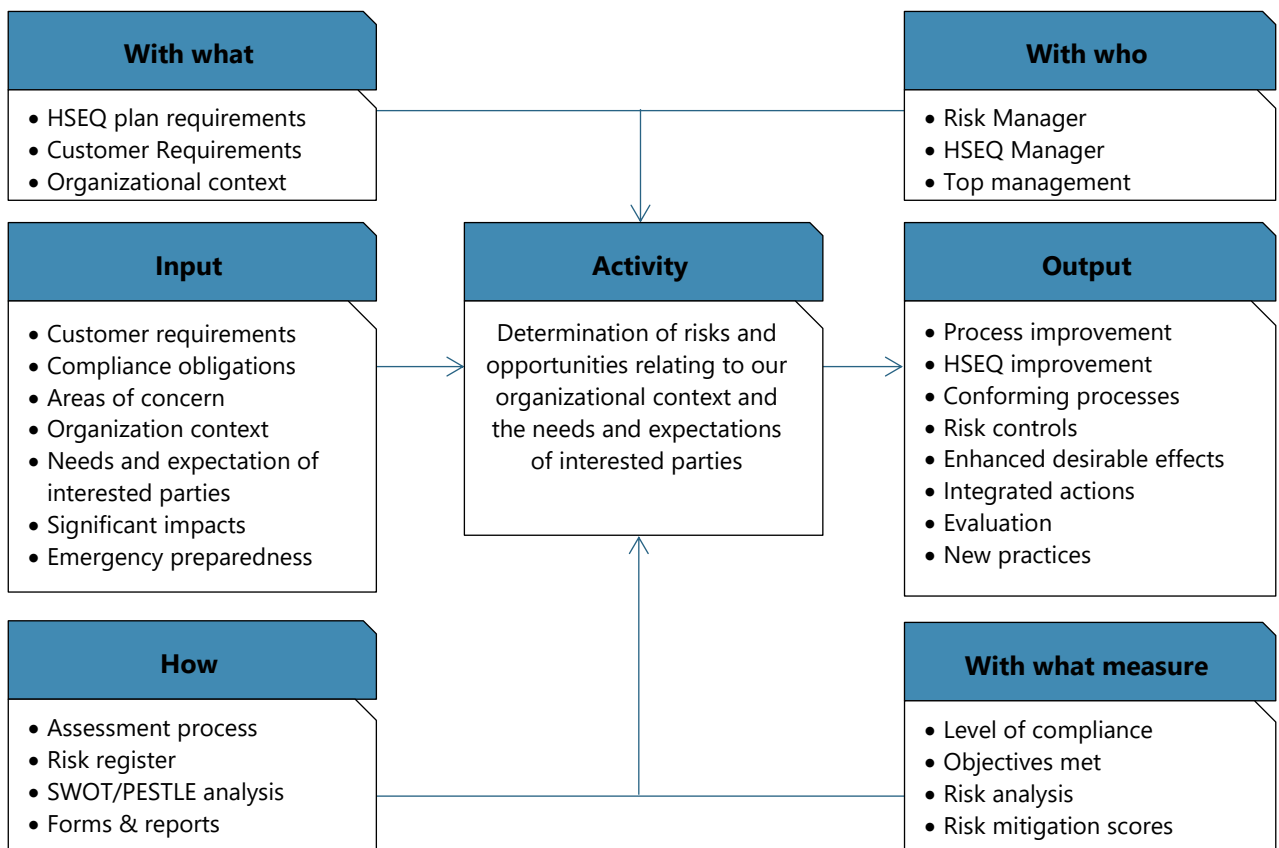 With what
• HSEQ plan requirements
• Customer Requirements
• Organizational context
With who
• Risk Manager
• HSEQ Manager
• Top management
Input
• Customer requirements
• Compliance obligations
• Areas of concern
• Organization context
• Needs and expectation of
interested parties
• Significant impacts
• Emergency preparedness
Activity
Determination of risks and
opportunities relating to our
organizational context and
the needs and expectations
of interested parties
Output
• Process improvement
• HSEQ improvement
• Conforming processes
• Risk controls
• Enhanced desirable effects
• Integrated actions
• Evaluation
• New practices
How
• Assessment process
• Risk register
• SWOT/PESTLE analysis
• Forms & reports
With what measure
• Level of compliance
• Objectives met
• Risk analysis
• Risk mitigation scores